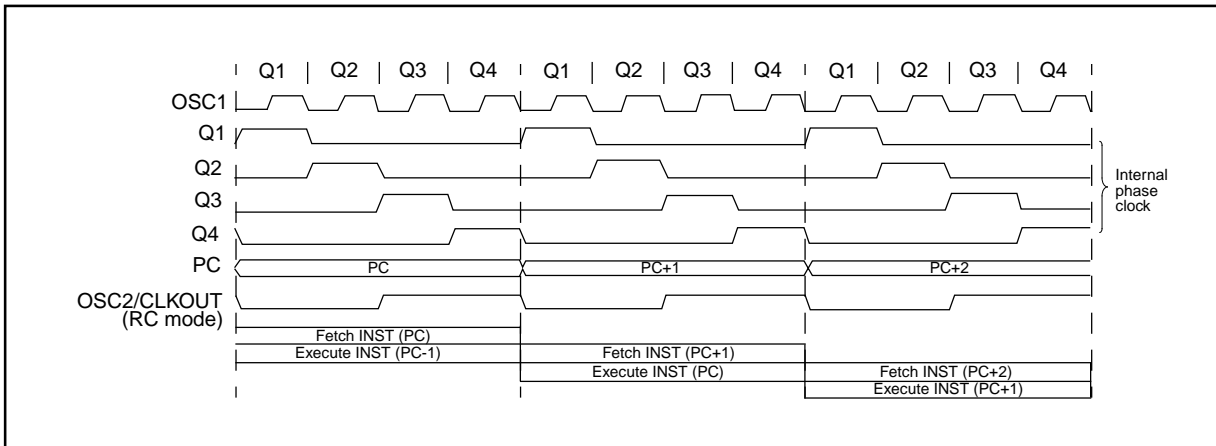 Q1 Q2 Q3 Q4 Q1 Q2 Q3 Q4 Q1 Q2 Q3 Q4
OSC1
Q1
Q2
Q3
Q4
Internal
phase
clock
PC
PC PC+1 PC+2
OSC2/CLKOUT
(RC mode)
Fetch INST (PC)
Execute INST (PC-1) Fetch INST (PC+1)
Execute INST (PC) Fetch INST (PC+2)
Execute INST (PC+1)